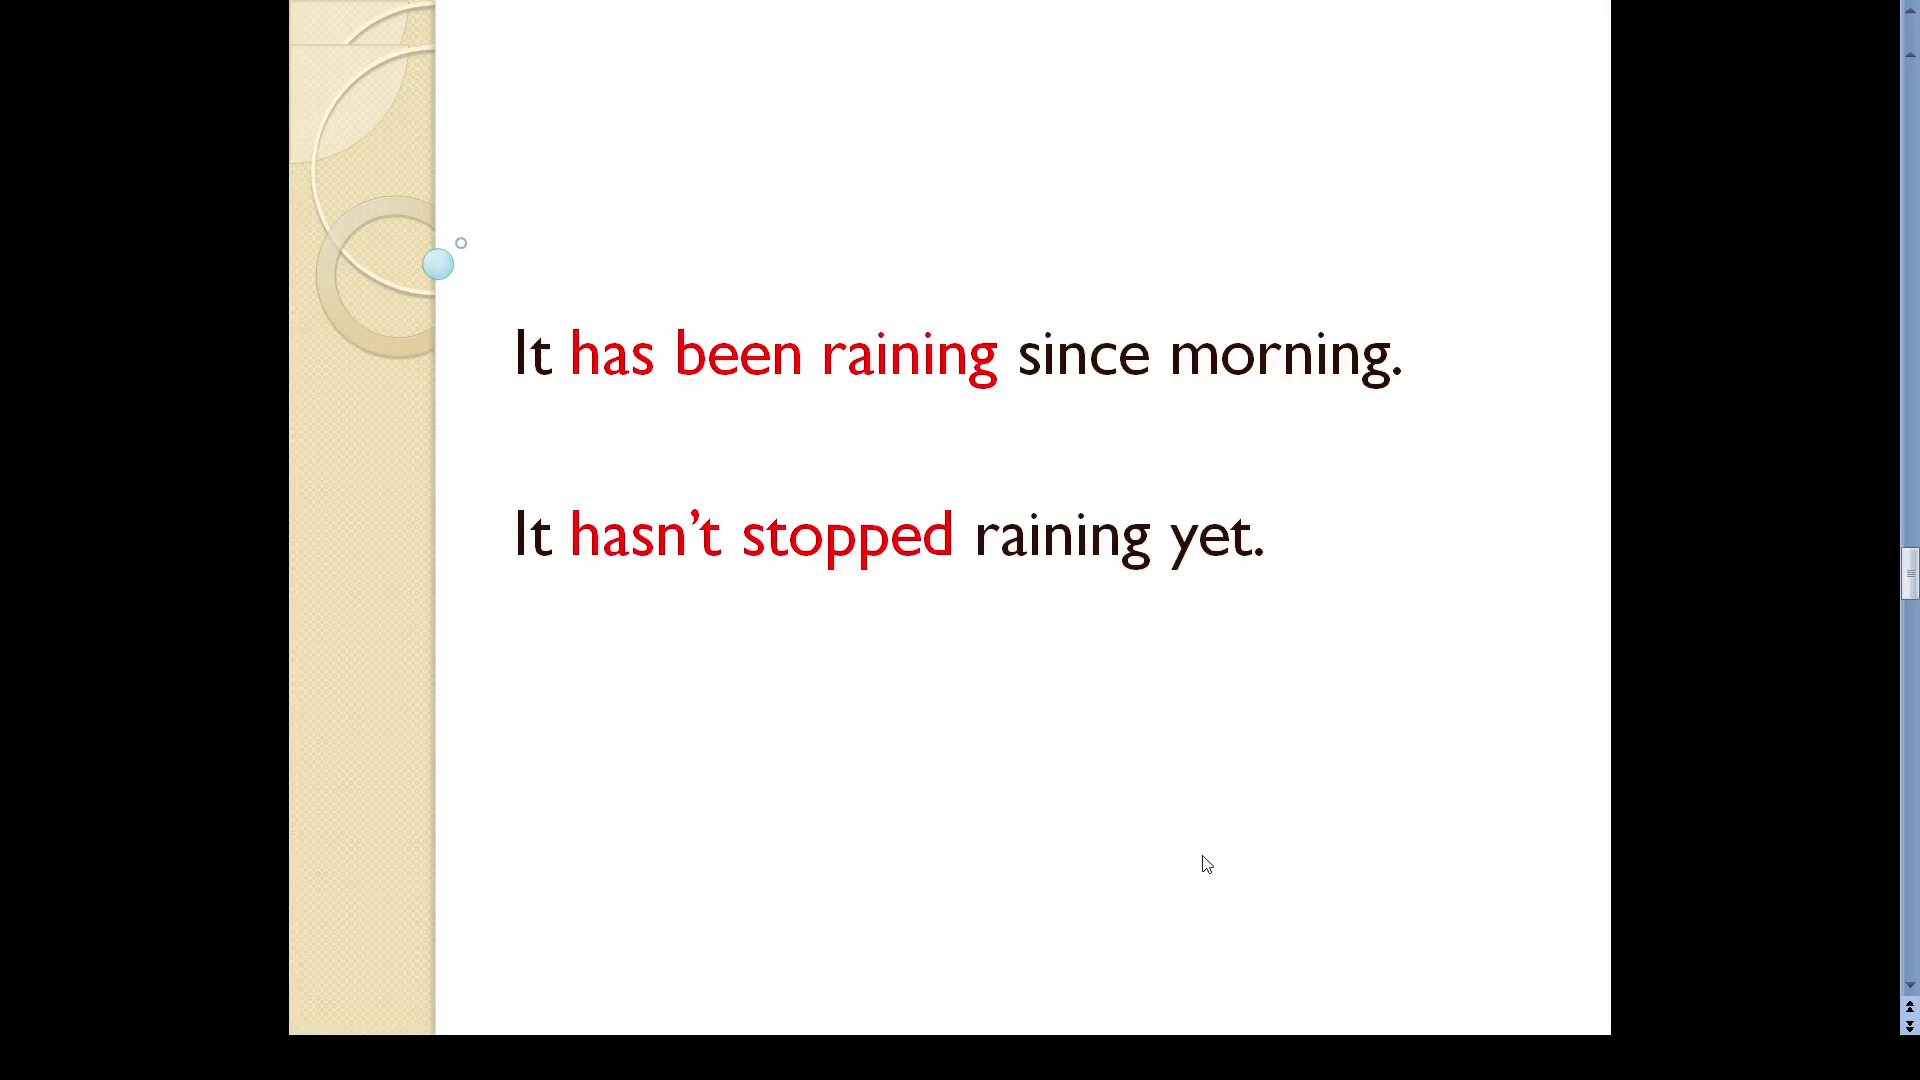 It has been raining since morning.
It hasn’t stopped raining yet.